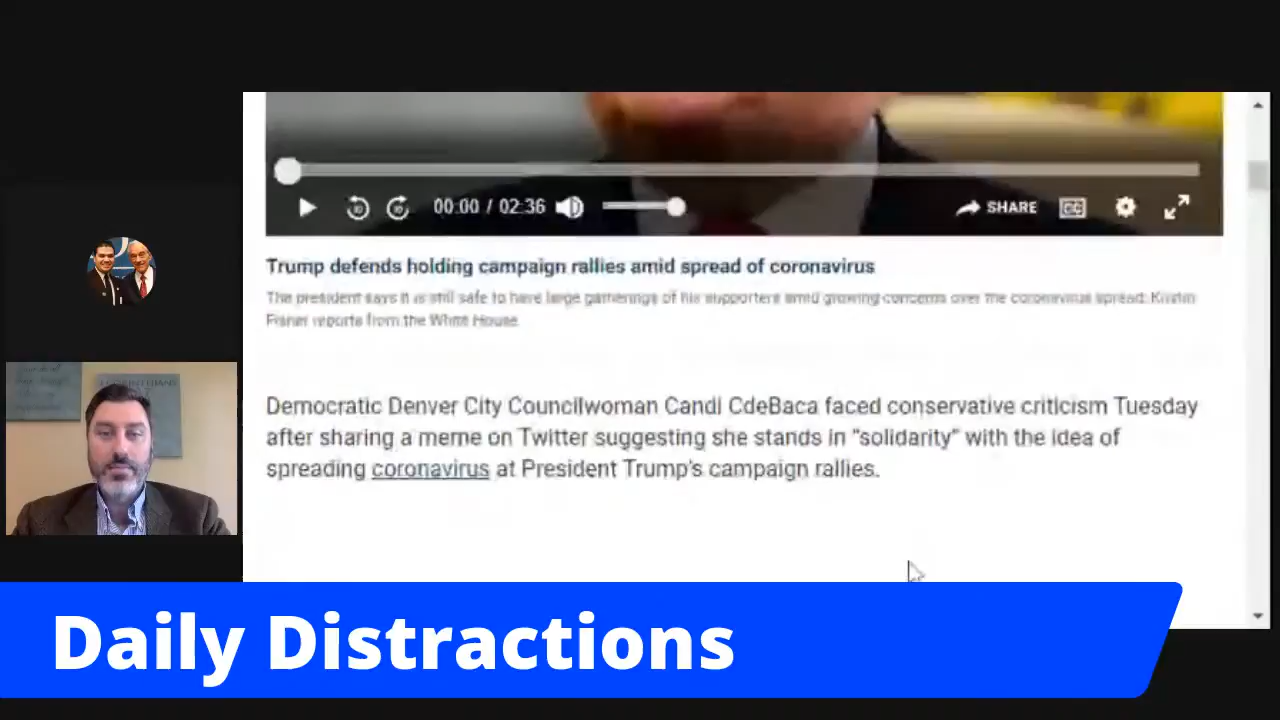 00:00 / 02:36
SHARE
CC
Trump defends holding campaign rallies amid spread of coronavirus
The president says it is still safe to have large gatherings of his supporters amid growing concerns over the coronavirus spread; Kristin
Fisher reports from the White House.
Democratic Denver City Councilwoman Candi CdeBaca faced conservative criticism Tuesday
after sharing a meme on Twitter suggesting she stands in "solidarity" with the idea of
spreading coronavirus at President Trump's campaign rallies.
Daily Distractions